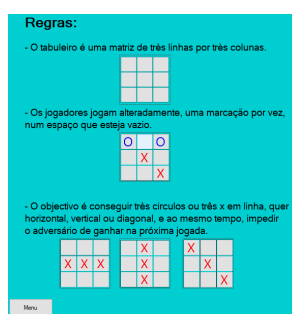 Regras:
- O tabuleiro é uma matriz de três linhas por três colunas.
- Os jogadores jogam alteradamente, uma marcação por vez,
num espaço que esteja vazio.
O O
X
X
- O objectivo é conseguir três circulos ou três x em linha, quer
horizontal, vertical ou diagonal, e ao mesmo tempo, impedir
o adversário de ganhar na próxima jogada.
X X
X X X X X
X X
Menu